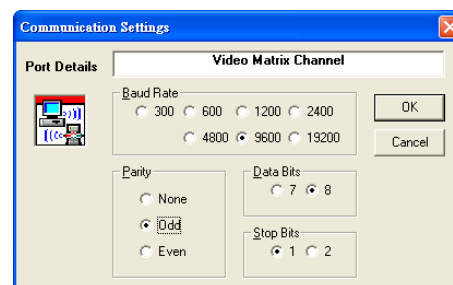 Communication Settings
Port Details
Video Matrix Channel
Baud Rate
300 600 1200 2400
4800 9600 19200
OK
Cancel
Parity
None
Odd
Even
Data Bits
7 8
Stop Bits
1 2